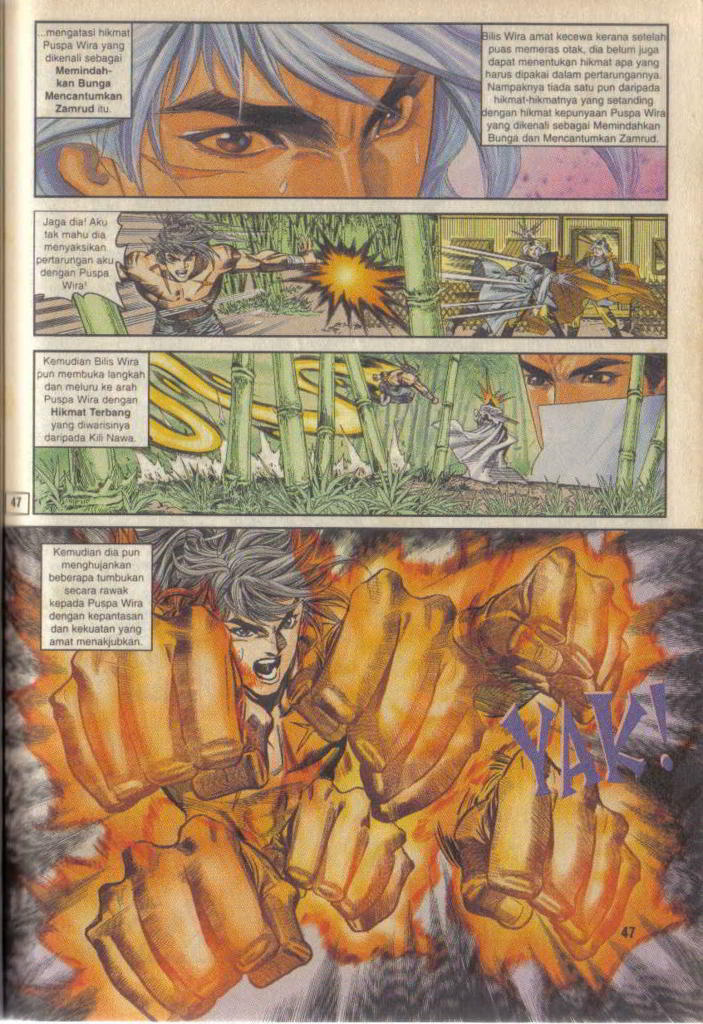 ...mengatasi hikmat
Puspa Wira yang
dikenali sebagai
Memindah-
kan Bunga
Mencantumkan
Zamrud itu.
Bilis Wira amat kecewa kerana setelah
puas memeras otak, dia belum juga
dapat menentukan hikmat apa yang
harus dipakai dalam pertarungannya.
Nampaknya tiada satu pun daripada
hikmat-hikmatnya yang setanding
dengan hikmat kepunyaan Puspa Wira
yang dikenali sebagai Memindahkan
Bunga dan Mencantumkan Zamrud.
Jaga dia! Aku
tak mahu dia
menyaksikan
pertarungan aku
dengan Puspa
Wira!
Kemudian Bilis Wira
pun membuka langkah
dan meluru ke arah
Puspa Wira dengan
Hikmat Terbang
yang diwarisinya
daripada Kili Nawa.
47
Kemudian dia pun
menghujankan
beberapa tumbukan
secara rawak
kepada Puspa Wira
dengan kepantasan
dan kekuatan yang
amat menakjubkan.
YAK!
47